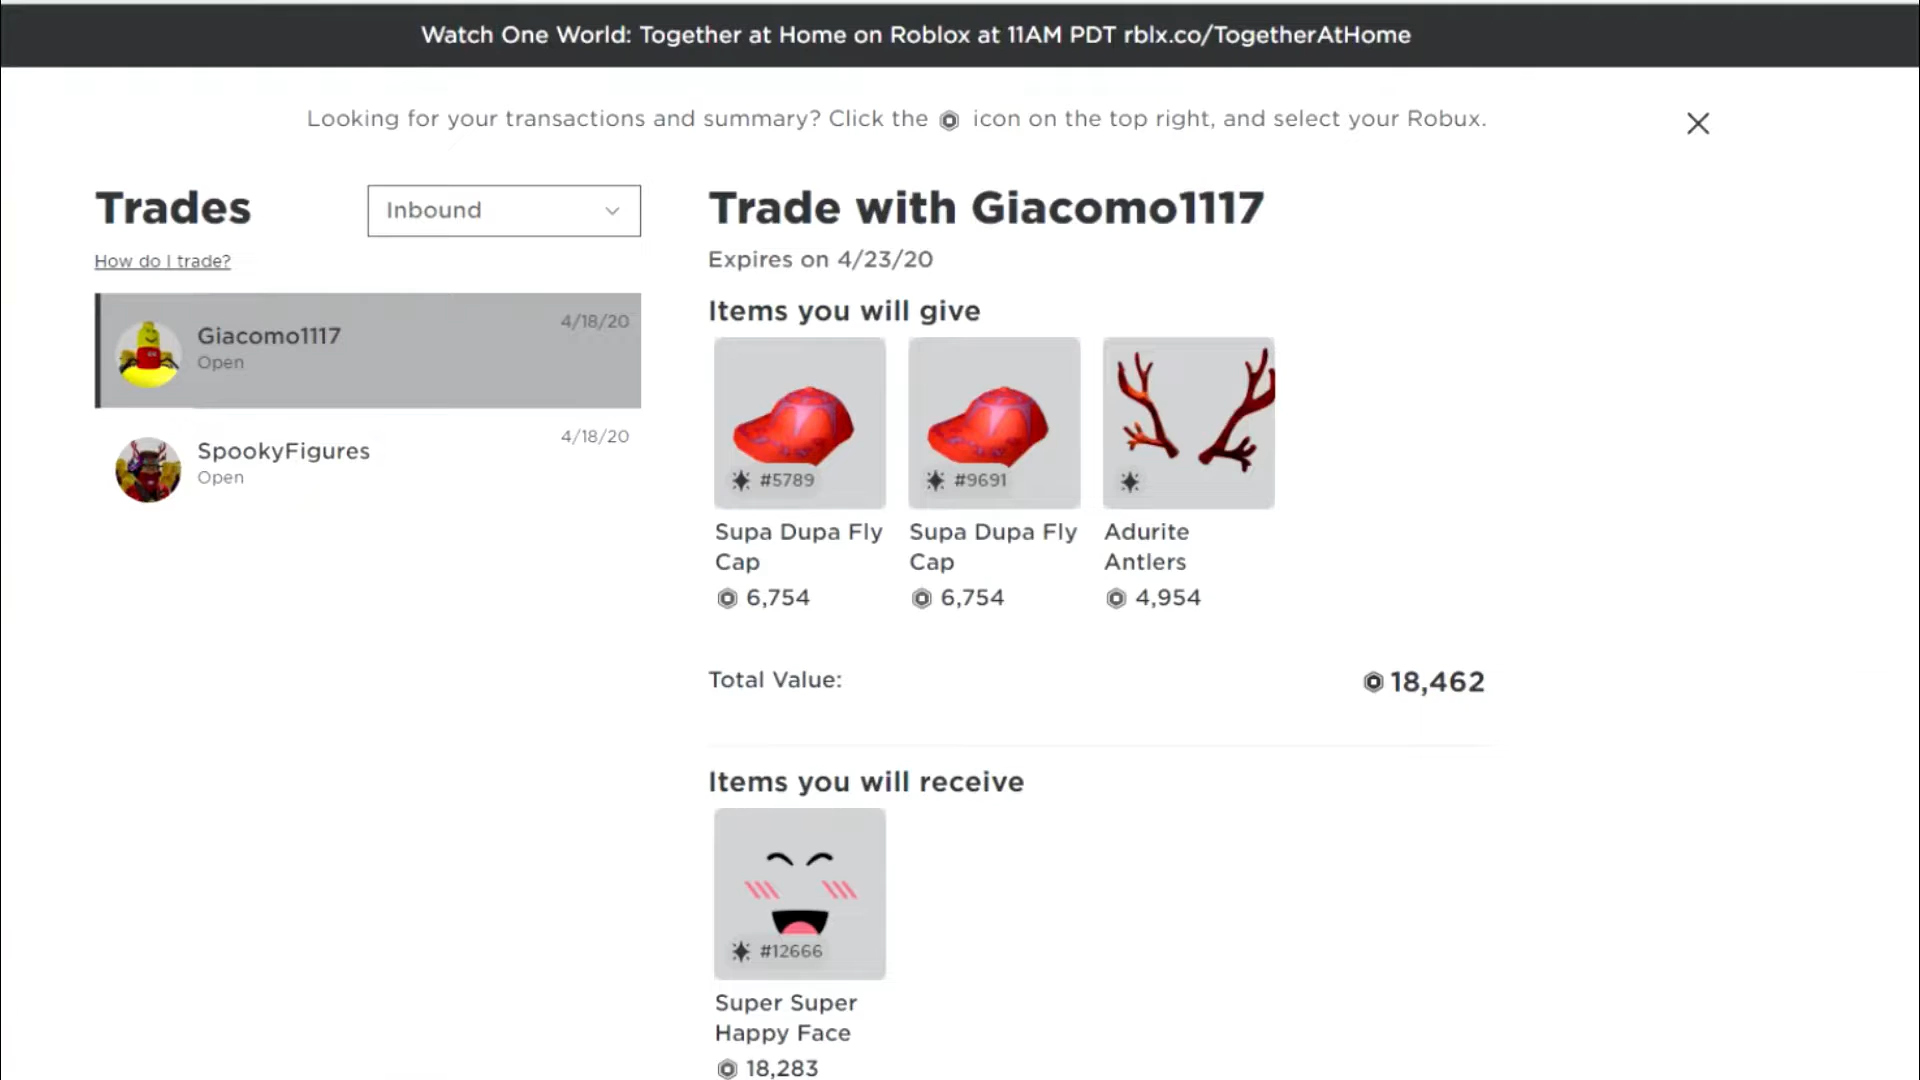 Watch One World: Together at Home on Roblox at 11AM PDT rblx.co/TogetherAtHome
Looking for your transactions and summary? Click the icon on the top right, and select your Robux.
Trades
Inbound
How do I trade?
Giacomo1117
4/18/20
Open
SpookyFigures
4/18/20
Open
Trade with Giacomo1117
Expires on 4/23/20
Items you will give
#5789
#9691
Supa Dupa Fly
Cap
6,754
Supa Dupa Fly
Cap
6,754
Adurite
Antlers
4,954
Total Value:
18,462
Items you will receive
#12666
Super Super
Happy Face
18,283